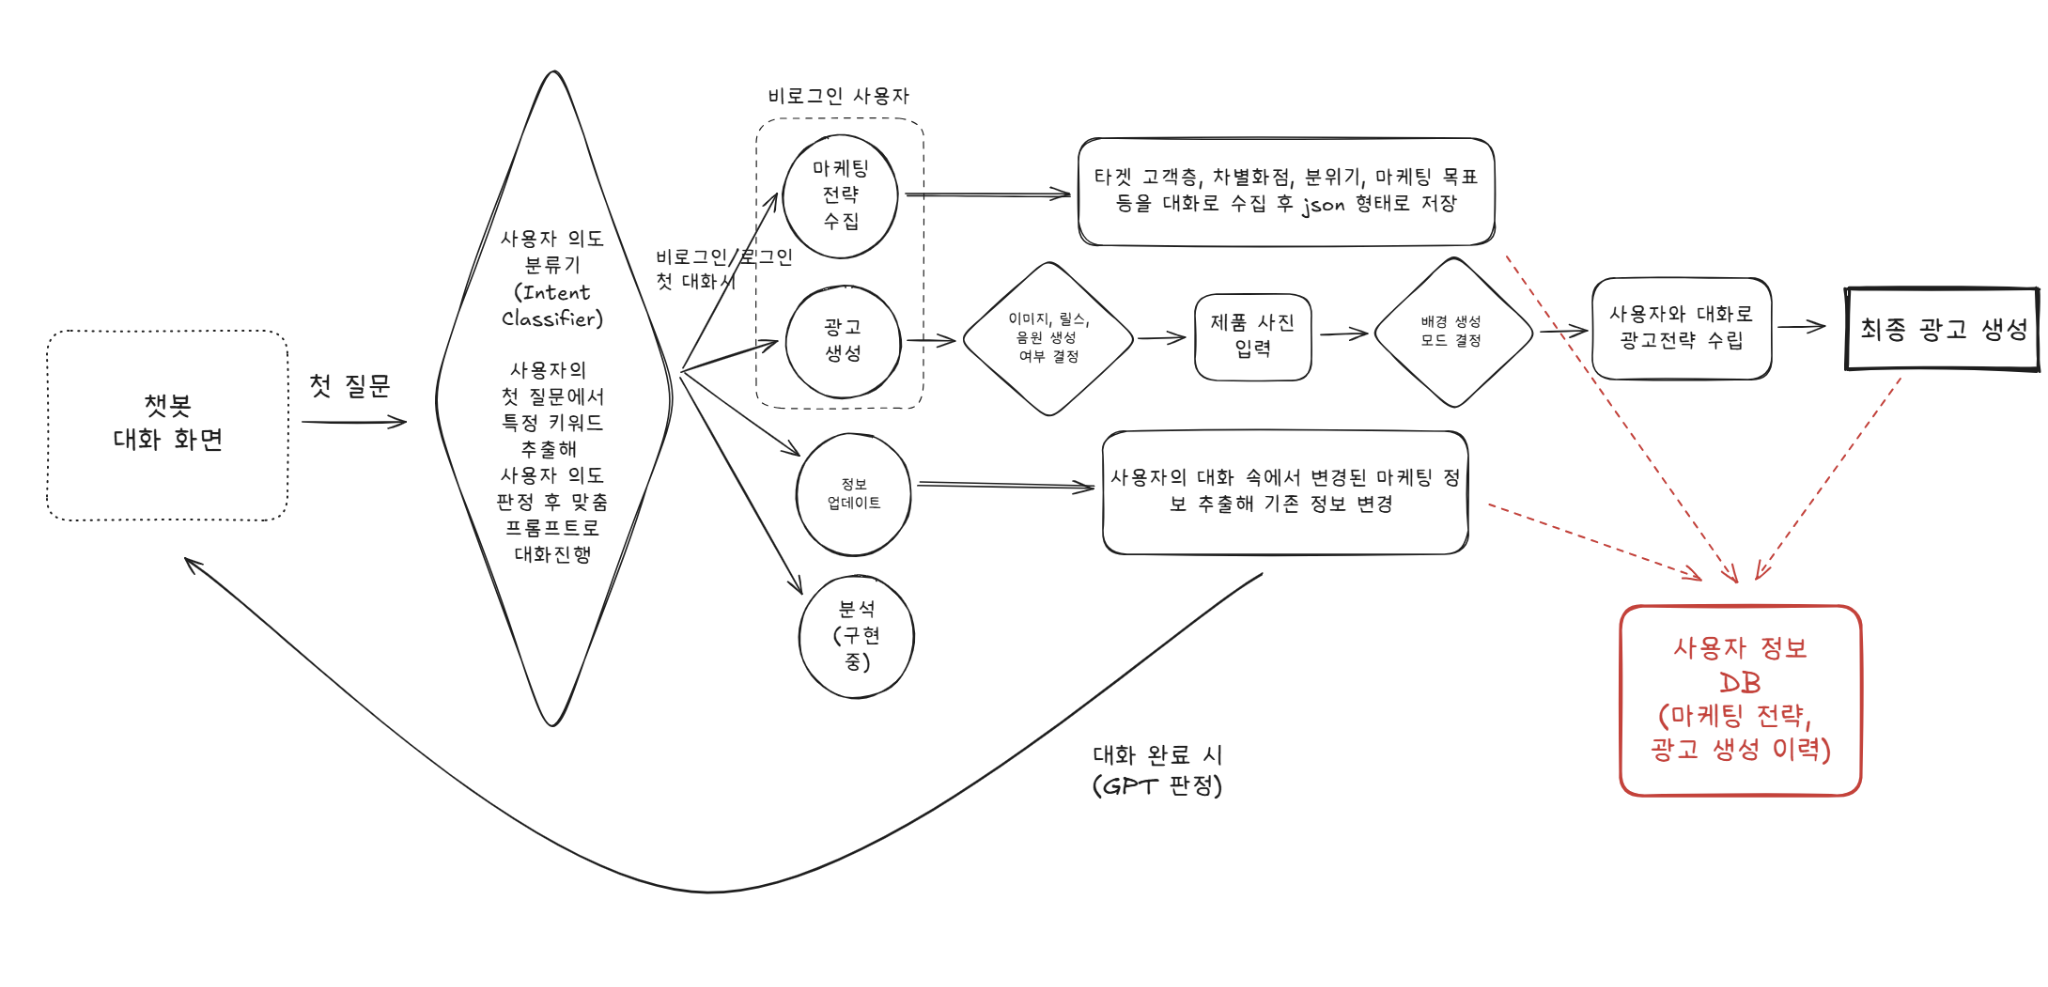 챗봇
대화 화면
첫 질문
사용자 의도
분류기
(Intent
Classifier)
사용자의
첫 질문에서
특정 키워드
추출해
사용자 의도
판정 후 맞춤
프롬프트로
대화진행
비로그인/로그인
첫 대화시
비로그인 사용자
마케팅
전략
수집
타겟 고객층, 차별화점, 분위기, 마케팅 목표
등을 대화로 수집 후 json 형태로 저장
광고
생성
이미지, 릴스,
음원 생성
여부 결정
제품 사진
입력
배경 생성
모드 결정
사용자와 대화로
광고전략 수립
최종 광고 생성
정보
업데이트
사용자의 대화 속에서 변경된 마케팅 정
보 추출해 기존 정보 변경
분석
(구현
중)
대화 완료 시
(GPT 판정)
사용자 정보
DB
(마케팅 전략,
광고 생성 이력)